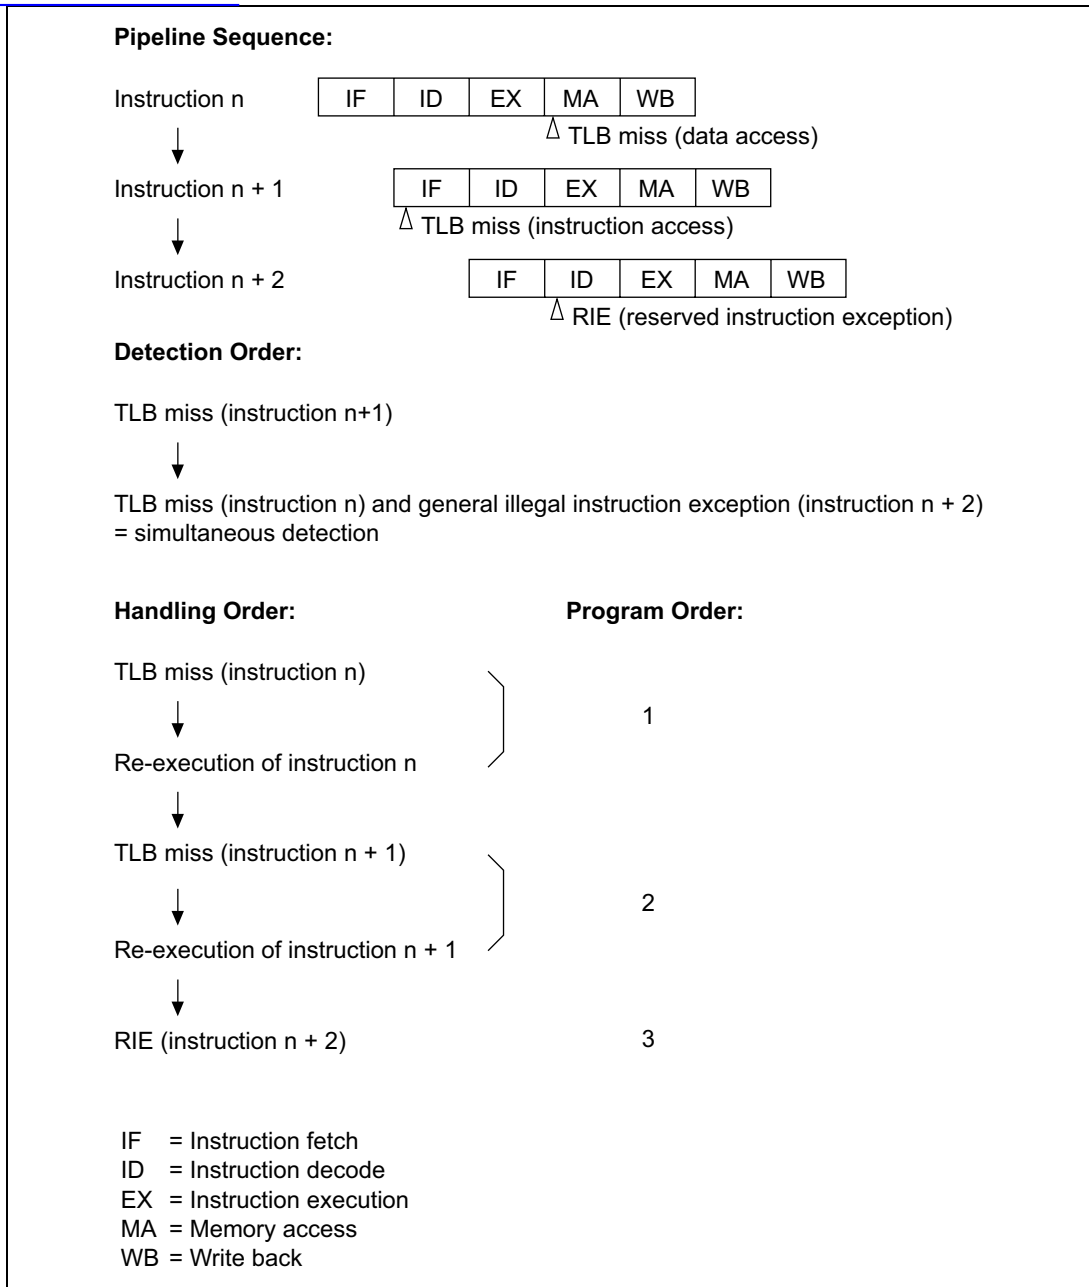 Pipeline Sequence:
Instruction n IF ID EX MA WB
TLB miss (data access)
Instruction n + 1 IF ID EX MA WB
TLB miss (instruction access)
Instruction n + 2 IF ID EX MA WB
RIE (reserved instruction exception)
Detection Order:
TLB miss (instruction n+1)
TLB miss (instruction n) and general illegal instruction exception (instruction n + 2)
= simultaneous detection
Handling Order: Program Order:
TLB miss (instruction n)
1
Re-execution of instruction n
TLB miss (instruction n + 1)
2
Re-execution of instruction n + 1
RIE (instruction n + 2) 3
IF = Instruction fetch
ID = Instruction decode
EX = Instruction execution
MA = Memory access
WB = Write back